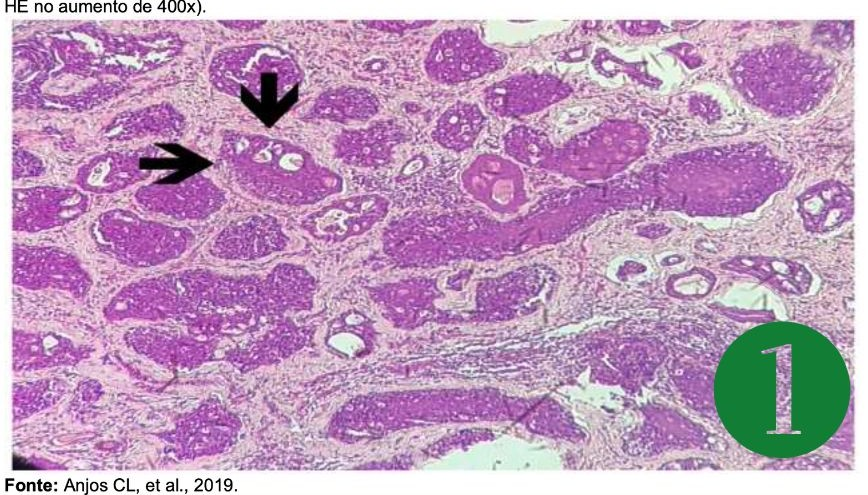 HE no aumento de 400x).
1
Fonte: Anjos CL, et al., 2019.